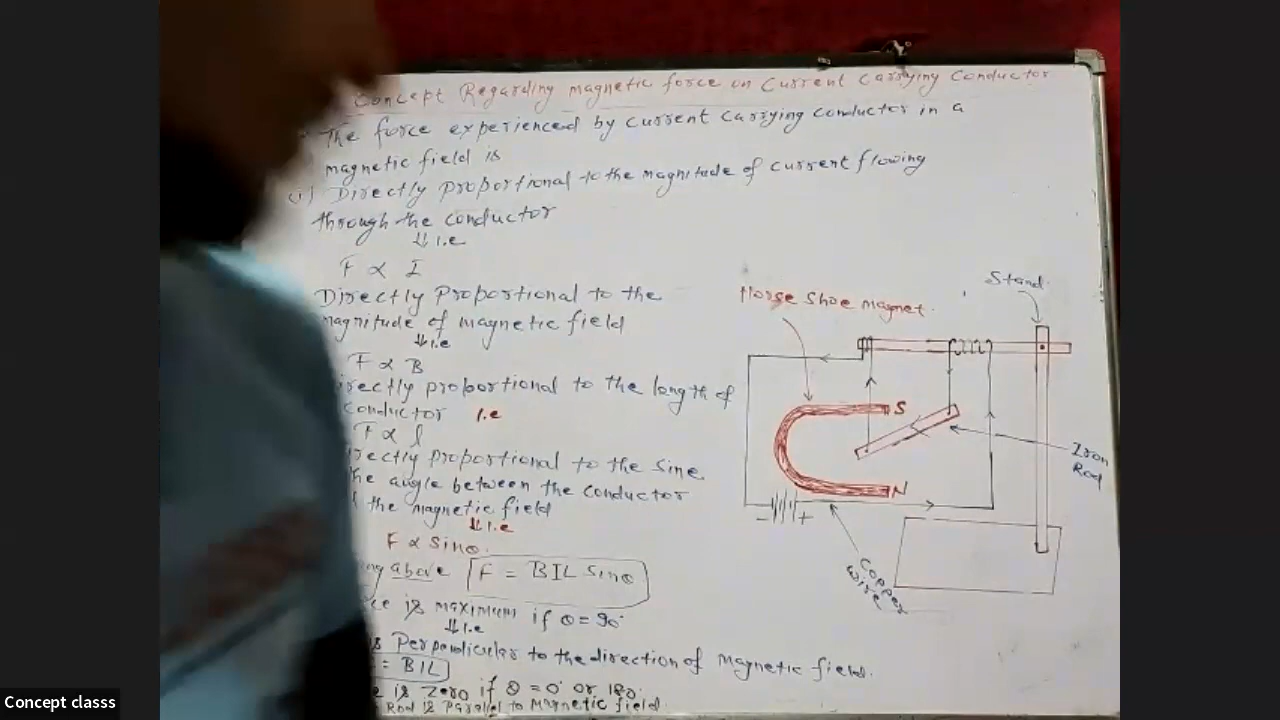 Concept Regarding magnetic force on Current Carrying Conductor
The force experienced by current carrying conductor in a
magnetic field is
(i) Directly proportional to the magnitude of current flowing
through the conductor
⇓ i.e
F ∝ I
Directly proportional to the
magnitude of magnetic field
⇓ i.e
F ∝ B
irectly proportional to the length of
conductor i.e
F ∝ l
irectly proportional to the sine
the angle between the conductor
the magnetic field
⇓ i.e
F ∝ Sinθ.
ing above F = BIL Sinθ
ce is maximum if θ = 90°
⇓ i.e
is Perpendicular to the direction of magnetic field.
= BIL
e is Zero if θ = 0° or 180°
Rod is Parallel to Magnetic field
Horse Shoe magnet.
Stand
S
N
Iron
Rod
- +
Copper
wire
Concept classs